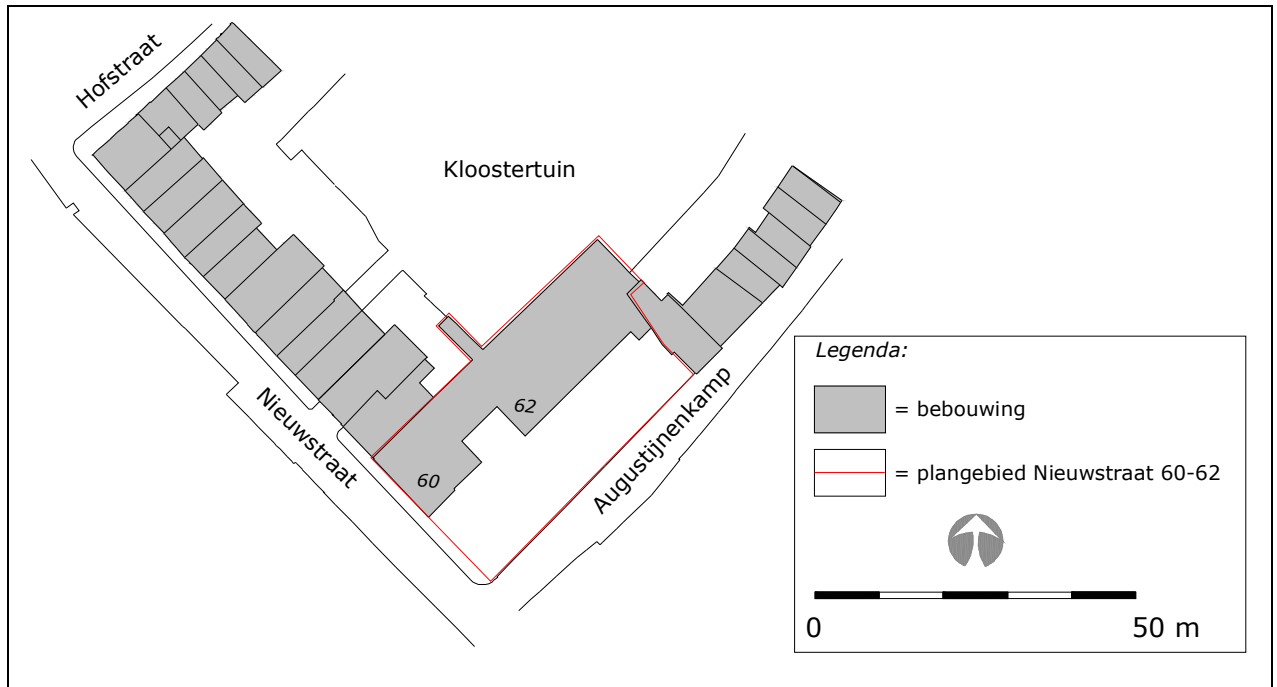 Hofstraat
Kloostertuin
62
60
Nieuwstraat
Augustijnenkamp
Legenda:
= bebouwing
= plangebied Nieuwstraat 60-62
0 50 m